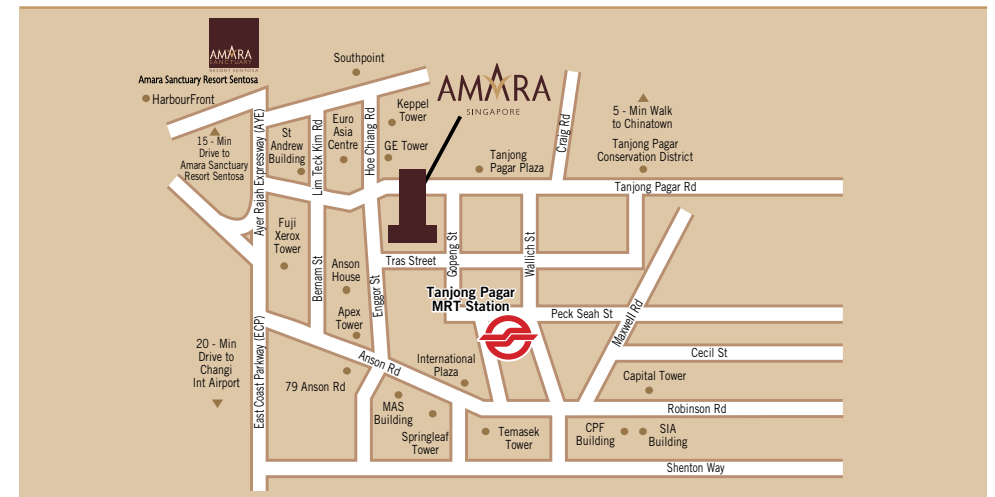 AMARA
SANCTUARY
RESORT SENTOSA
Amara Sanctuary Resort Sentosa
HarbourFront
Southpoint
AMARA
SINGAPORE
Keppel
Tower
Euro
Asia
Centre
St
Andrew
Building
GE Tower
15 - Min
Drive to
Amara Sanctuary
Resort Sentosa
Ayer Rajah Expressway (AYE)
Lim Teck Kim Rd
Hoe Chiang Rd
Craig Rd
5 - Min Walk
to Chinatown
Tanjong Pagar
Conservation District
Tanjong
Pagar Plaza
Tanjong Pagar Rd
Fuji
Xerox
Tower
Bernam St
Anson
House
Apex
Tower
Enggor St
Tras Street
Gopeng St
Wallich St
Tanjong Pagar
MRT Station
Peck Seah St
Maxwell Rd
Cecil St
20 - Min
Drive to
Changi
Int Airport
East Coast Parkway (ECP)
Anson Rd
79 Anson Rd
International
Plaza
Capital Tower
Robinson Rd
MAS
Building
Springleaf
Tower
Temasek
Tower
CPF
Building
SIA
Building
Shenton Way